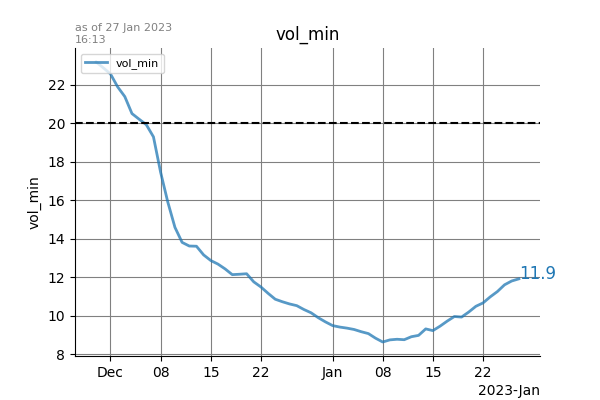 as of 27 Jan 2023
16:13
vol_min
vol_min
vol_min
22
20
18
16
14
12
10
8
11.9
Dec 08 15 22 Jan 08 15 22
2023-Jan